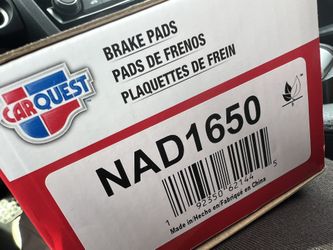 BRAKE PADS
PADS DE FRENOS
PLAQUETTES DE FREIN
CARQUEST
NAD1650
1 92350 62144 5
Made in/Hecho en/Fabriqué en China